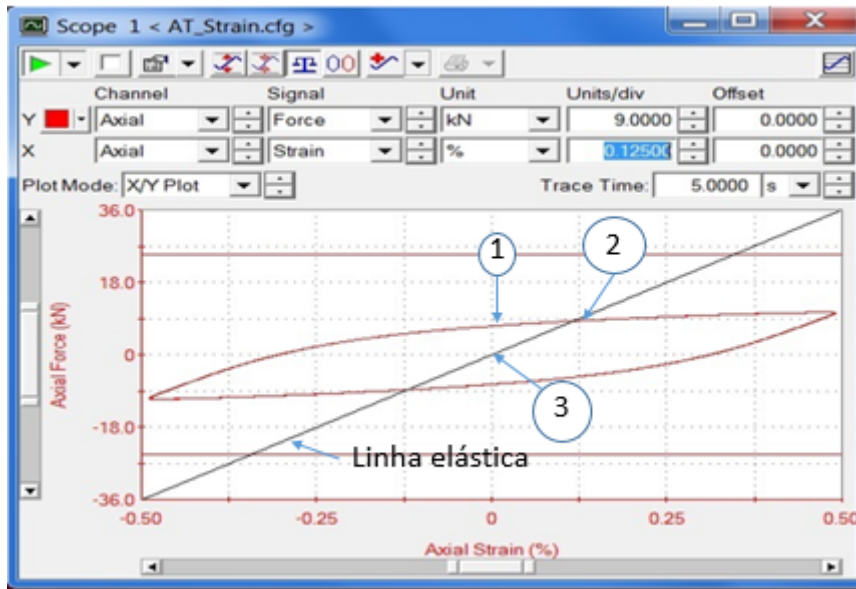 Scope 1 < AT_Strain.cfg >
Channel Signal Unit Units/div Offset
Y Axial Force kN 9.0000 0.0000
X Axial Strain % 0.12500 0.0000
Plot Mode: X/Y Plot Trace Time: 5.0000 s
36.0
1
2
18.0
Axial Force (kN)
0
3
-18.0
Linha elástica
-36.0
-0.50 -0.25 0 0.25 0.50
Axial Strain (%)